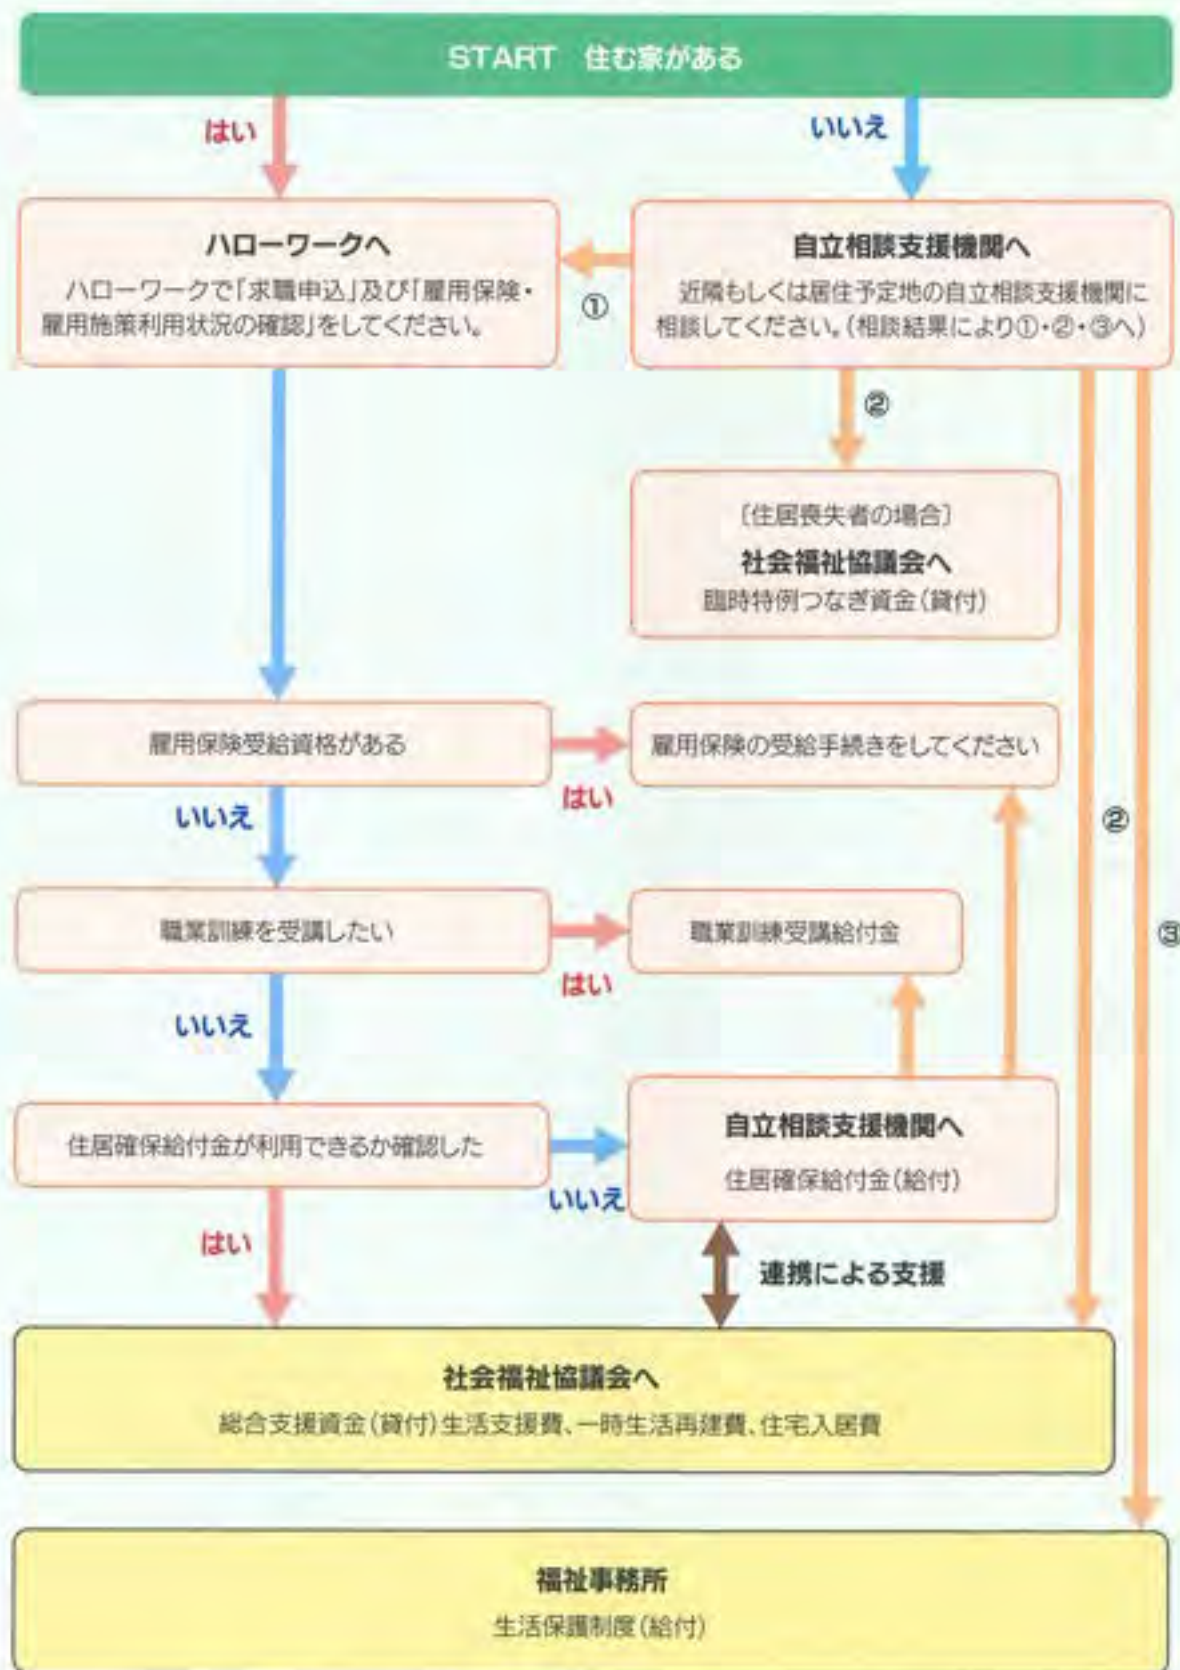 START 住む家がある
はい
いいえ
ハローワークへ
ハローワークで「求職申込」及び「雇用保険・
雇用施策利用状況の確認」をしてください。
①
自立相談支援機関へ
近隣もしくは居住予定地の自立相談支援機関に
相談してください。(相談結果により①・②・③へ)
②
〔住居喪失者の場合〕
社会福祉協議会へ
臨時特例つなぎ資金(貸付)
雇用保険受給資格がある
はい
雇用保険の受給手続きをしてください
いいえ
②
職業訓練を受講したい
はい
職業訓練受講給付金
③
いいえ
住居確保給付金が利用できるか確認した
いいえ
自立相談支援機関へ
住居確保給付金(給付)
はい
連携による支援
社会福祉協議会へ
総合支援資金(貸付)生活支援費、一時生活再建費、住宅入居費
福祉事務所
生活保護制度(給付)